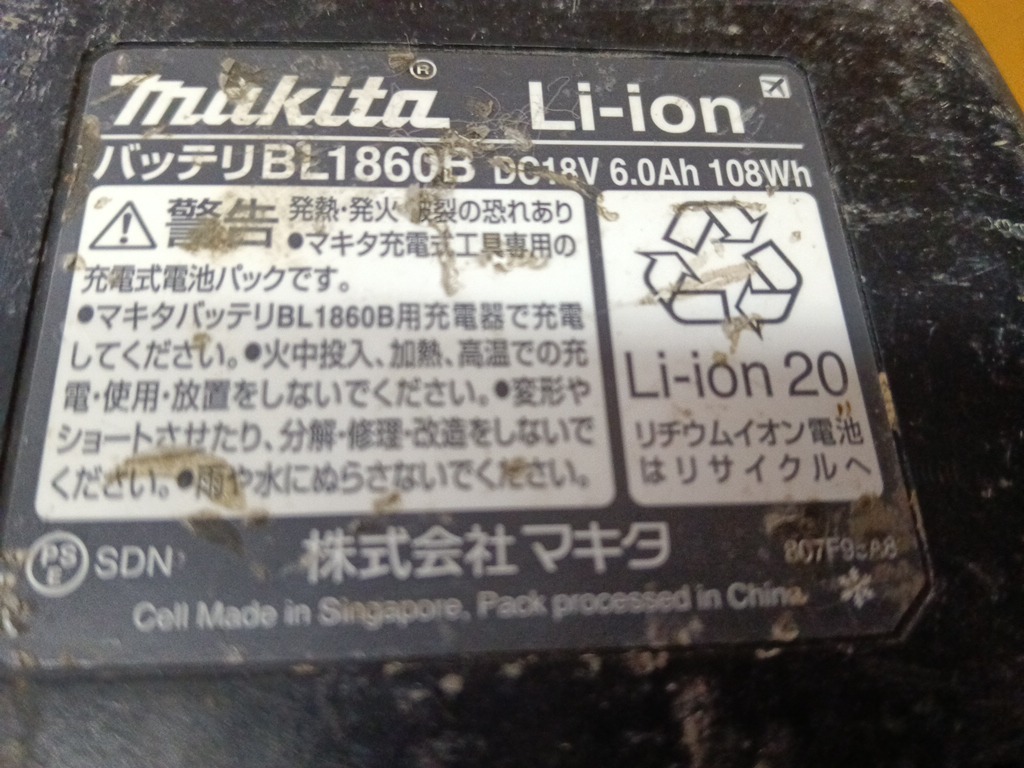 makita®
Li-ion
バッテリBL1860B DC18V 6.0Ah 108Wh
警告 発熱・発火 破裂の恐れあり
●マキタ充電式工具専用の
充電式電池パックです。
●マキタバッテリBL1860B用充電器で充電
してください。●火中投入、加熱、高温での充
電・使用・放置をしないでください。●変形や
ショートさせたり、分解・修理・改造をしないで
ください。●雨や水にぬらさないでください。
Li-ion 20
リチウムイオン電池
はリサイクルへ
PS
E
SDN
株式会社マキタ
Cell Made in Singapore, Pack processed in China